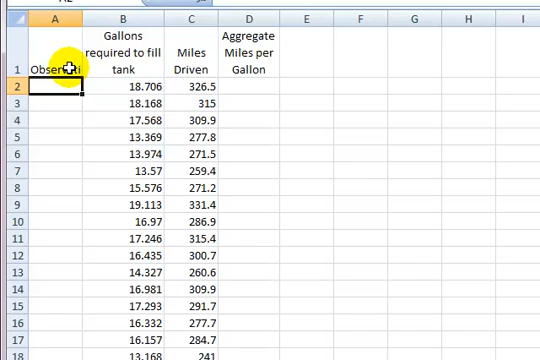 A B C D E F G H I
Gallons Aggregate
required to fill Miles Miles per
1 tank Driven Gallon
2 18.706 326.5
3 18.168 315
4 17.568 309.9
5 13.369 277.8
6 13.974 271.5
7 13.57 259.4
8 15.576 271.2
9 19.113 331.4
10 16.97 286.9
11 17.246 315.4
12 16.435 300.7
13 14.327 260.6
14 16.981 309.9
15 17.293 291.7
16 16.332 277.7
17 16.157 284.7
18 13.168 241